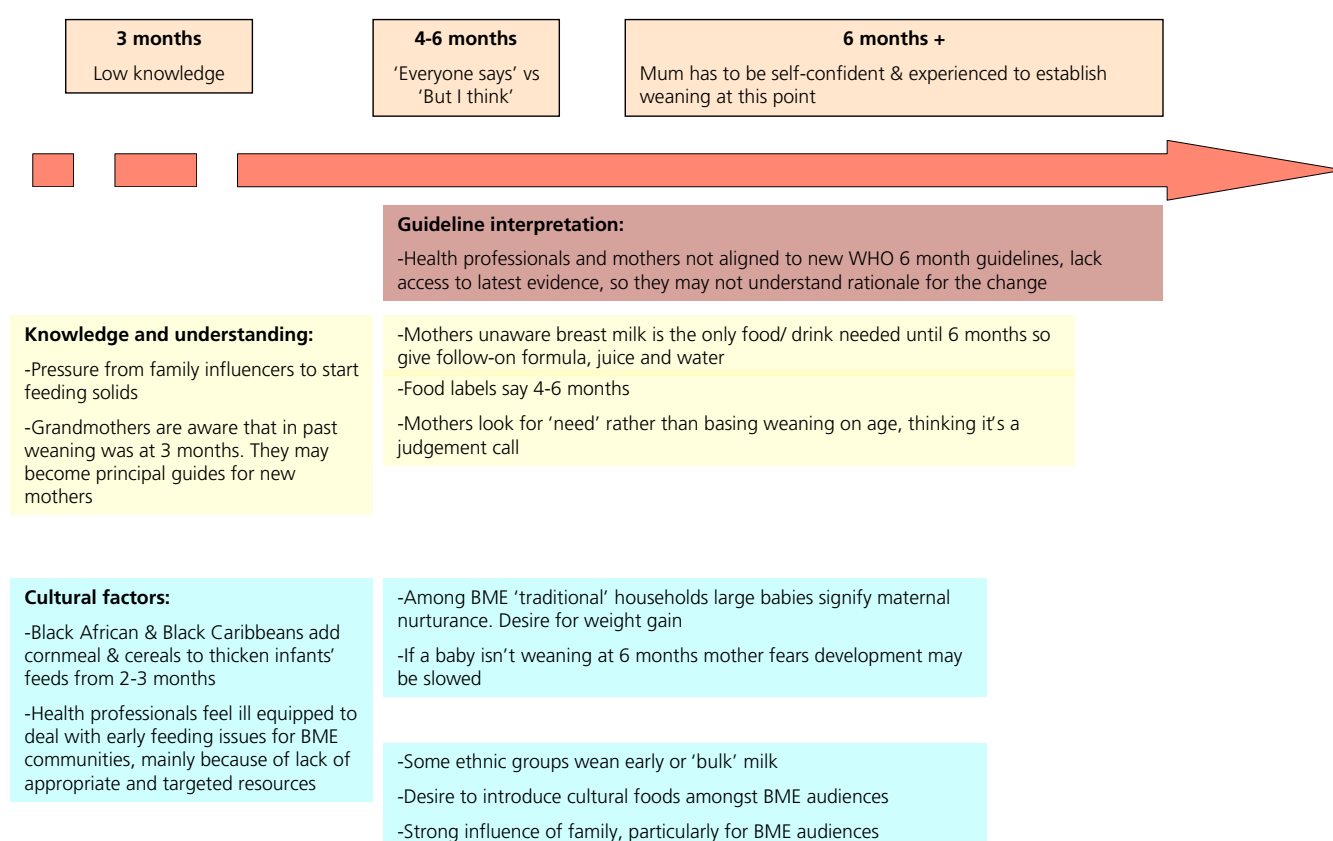 3 months
Low knowledge
4-6 months
‘Everyone says’ vs
‘But I think’
6 months +
Mum has to be self-confident & experienced to establish
weaning at this point
Guideline interpretation:
-Health professionals and mothers not aligned to new WHO 6 month guidelines, lack
access to latest evidence, so they may not understand rationale for the change
Knowledge and understanding:
-Pressure from family influencers to start
feeding solids
-Grandmothers are aware that in past
weaning was at 3 months. They may
become principal guides for new
mothers
-Mothers unaware breast milk is the only food/ drink needed until 6 months so
give follow-on formula, juice and water
-Food labels say 4-6 months
-Mothers look for ‘need’ rather than basing weaning on age, thinking it’s a
judgement call
Cultural factors:
-Black African & Black Caribbeans add
cornmeal & cereals to thicken infants’
feeds from 2-3 months
-Health professionals feel ill equipped to
deal with early feeding issues for BME
communities, mainly because of lack of
appropriate and targeted resources
-Among BME ‘traditional’ households large babies signify maternal
nurturance. Desire for weight gain
-If a baby isn’t weaning at 6 months mother fears development may
be slowed
-Some ethnic groups wean early or ‘bulk’ milk
-Desire to introduce cultural foods amongst BME audiences
-Strong influence of family, particularly for BME audiences